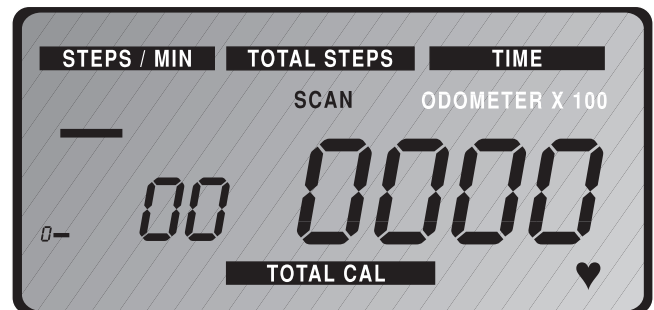 STEPS / MIN TOTAL STEPS TIME
SCAN ODOMETER X 100
00 0000
0-
TOTAL CAL